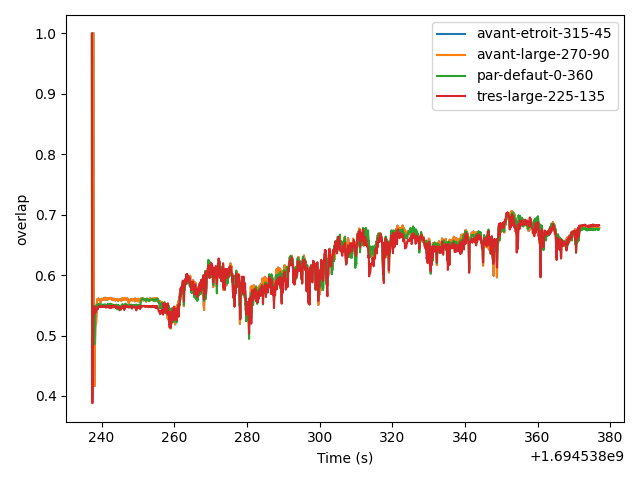 1.0
0.9
0.8
0.7
0.6
0.5
0.4
overlap
avant-etroit-315-45
avant-large-270-90
par-defaut-0-360
tres-large-225-135
240 260 280 300 320 340 360 380
Time (s)
+1.694538e9